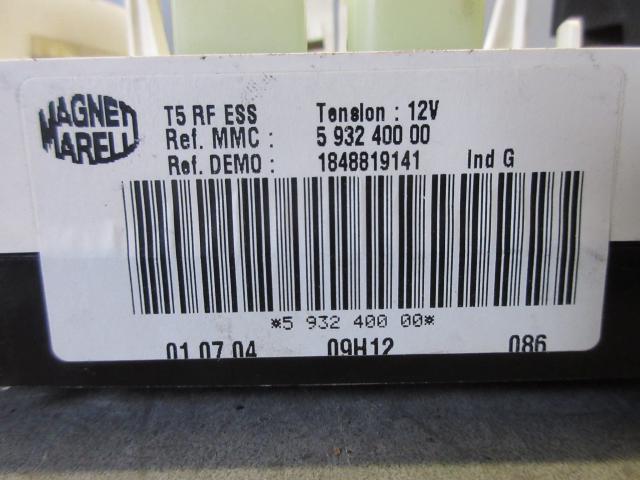 MAGNETI
MARELLI
T5 RF ESS Tension : 12V
Ref. MMC : 5 932 400 00
Ref. DEMO : 1848819141 Ind G
*5 932 400 00*
01 07 04 09H12 086